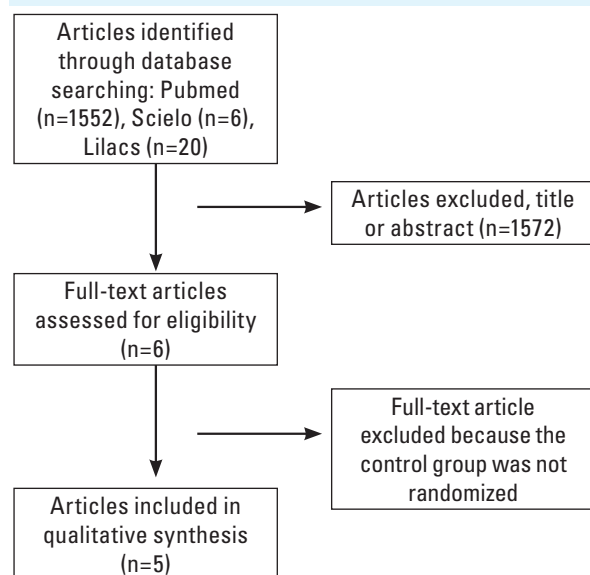 Articles identified
through database
searching: Pubmed
(n=1552), Scielo (n=6),
Lilacs (n=20)
Articles excluded, title
or abstract (n=1572)
Full-text articles
assessed for eligibility
(n=6)
Full-text article
excluded because the
control group was not
randomized
Articles included in
qualitative synthesis
(n=5)